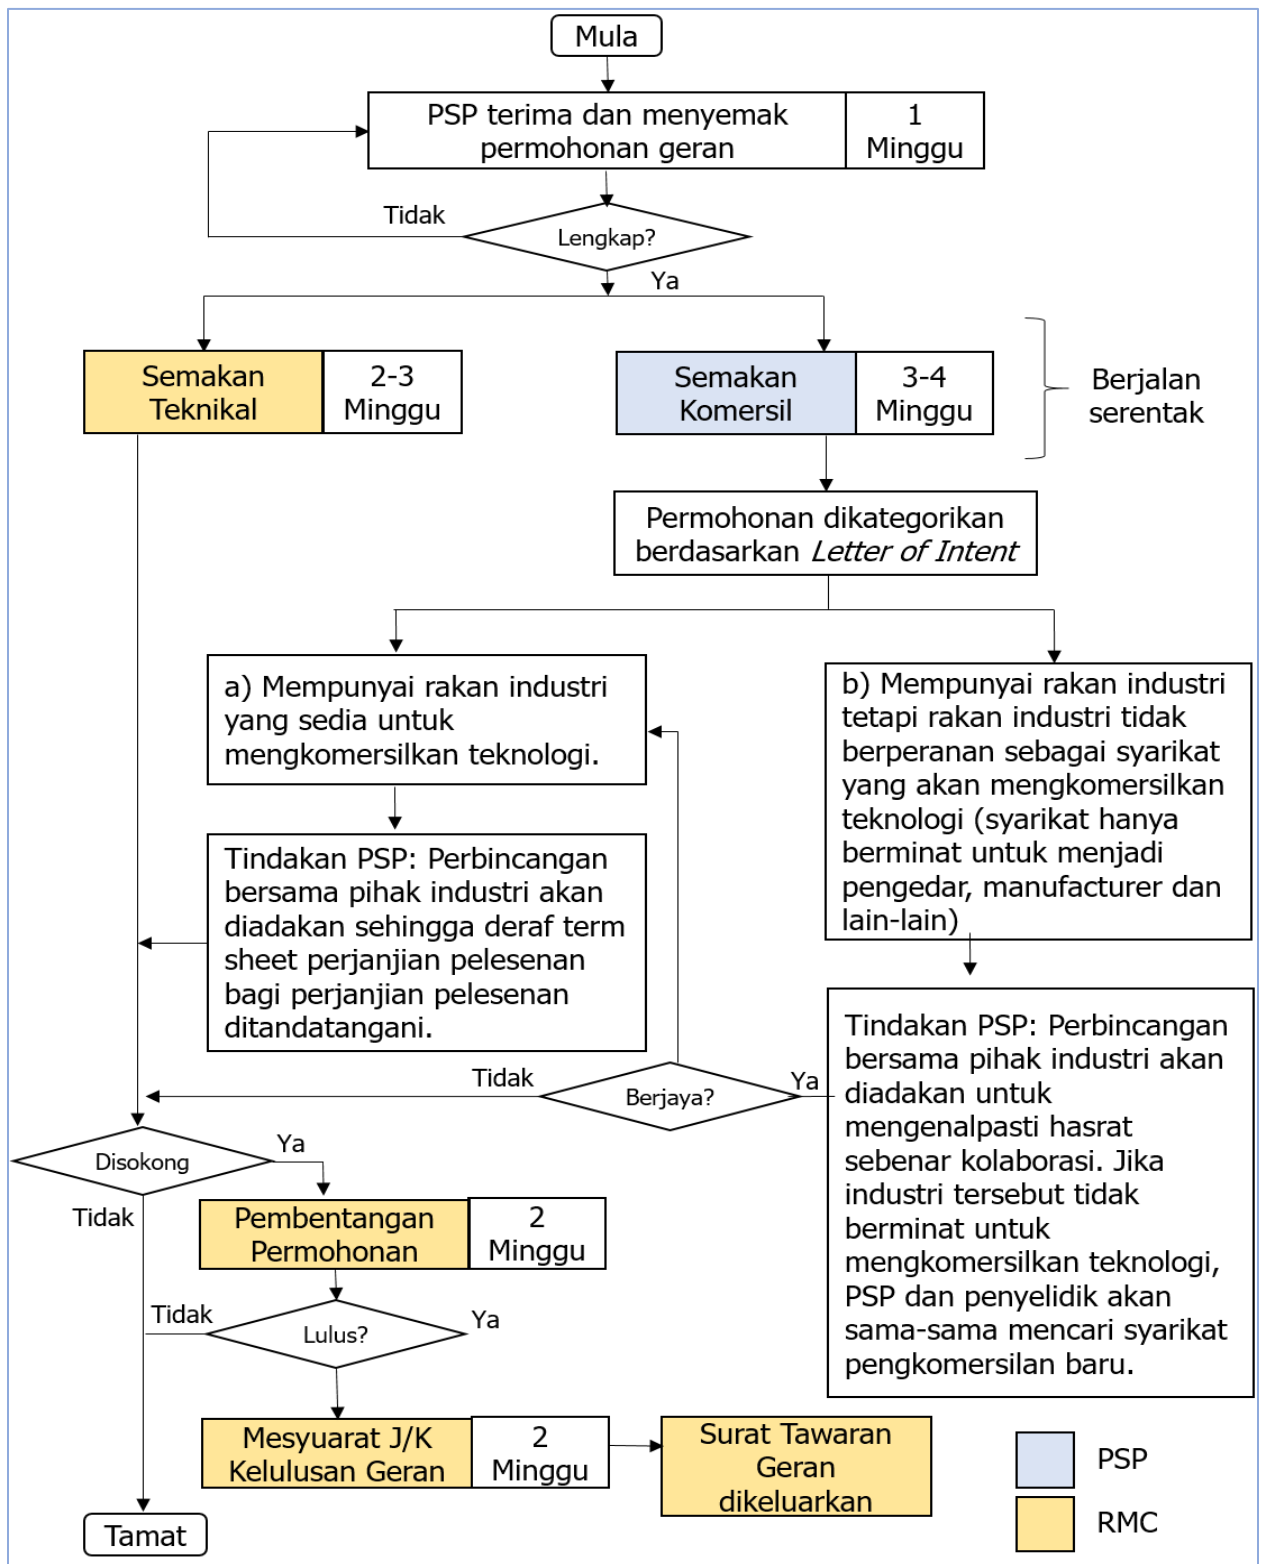 Mula
PSP terima dan menyemak
permohonan geran
1
Minggu
Tidak
Lengkap?
Ya
Semakan
Teknikal
2-3
Minggu
Semakan
Komersil
3-4
Minggu
Berjalan
serentak
Permohonan dikategorikan
berdasarkan Letter of Intent
a) Mempunyai rakan industri
yang sedia untuk
mengkomersilkan teknologi.
b) Mempunyai rakan industri
tetapi rakan industri tidak
berperanan sebagai syarikat
yang akan mengkomersilkan
teknologi (syarikat hanya
berminat untuk menjadi
pengedar, manufacturer dan
lain-lain)
Tindakan PSP: Perbincangan
bersama pihak industri akan
diadakan sehingga deraf term
sheet perjanjian pelesenan
bagi perjanjian pelesenan
ditandatangani.
Tindakan PSP: Perbincangan
bersama pihak industri akan
diadakan untuk
mengenalpasti hasrat
sebenar kolaborasi. Jika
industri tersebut tidak
berminat untuk
mengkomersilkan teknologi,
PSP dan penyelidik akan
sama-sama mencari syarikat
pengkomersilan baru.
Tidak
Berjaya?
Ya
Disokong
Ya
Tidak
Pembentangan
Permohonan
2
Minggu
Tidak
Lulus?
Ya
Mesyuarat J/K
Kelulusan Geran
2
Minggu
Surat Tawaran
Geran
dikeluarkan
PSP
RMC
Tamat